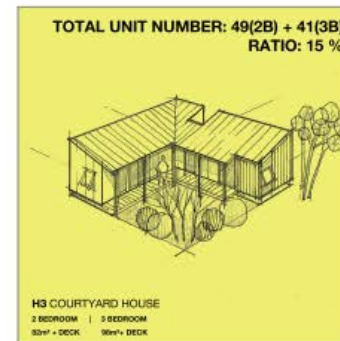 TOTAL UNIT NUMBER: 49(2B) + 41(3B)
RATIO: 15 %
H3 COURTYARD HOUSE
2 BEDROOM | 3 BEDROOM
82m² + DECK 98m²+ DECK